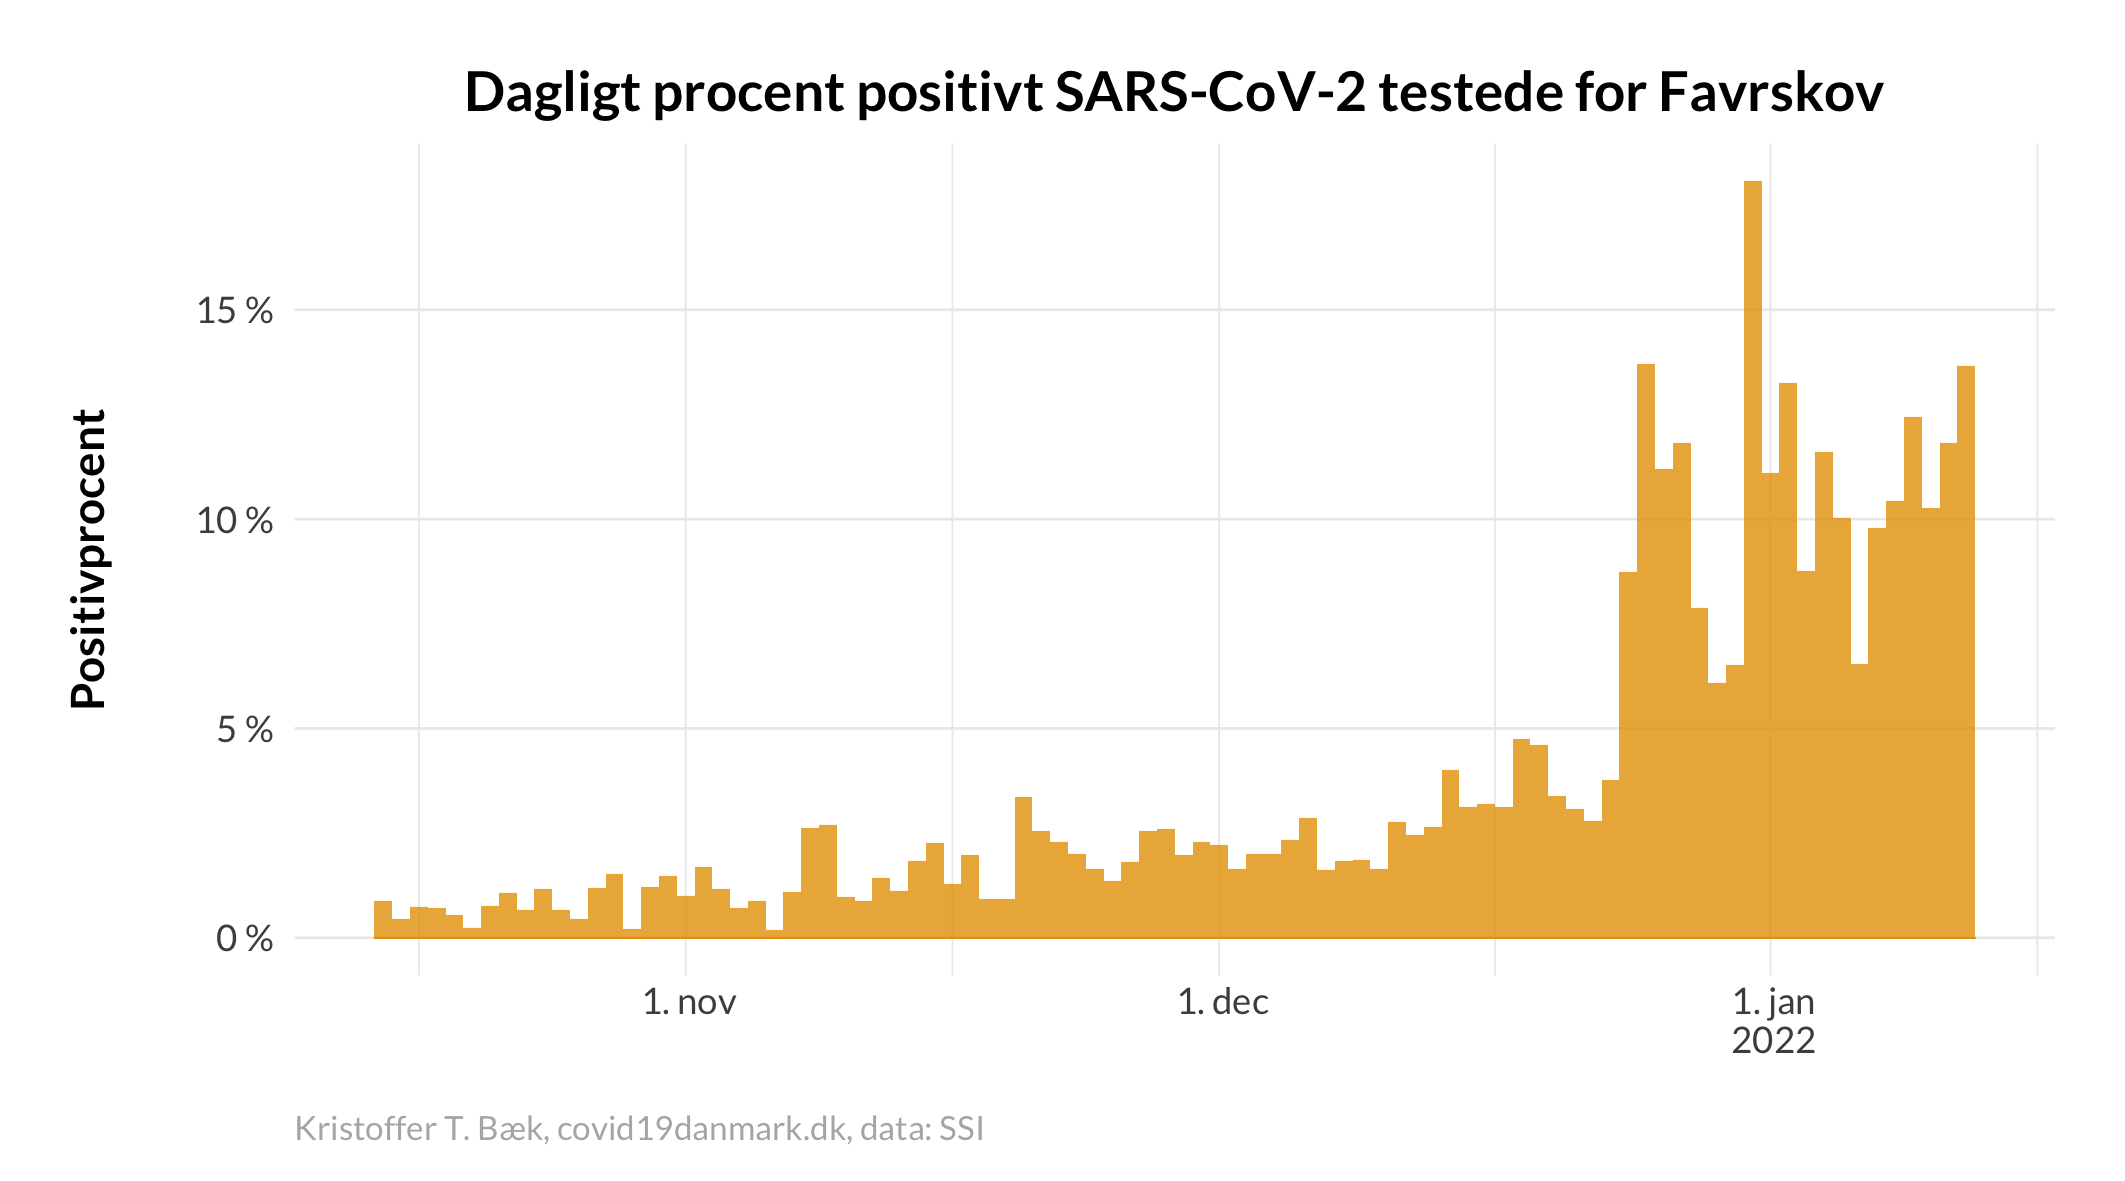 Dagligt procent positivt SARS-CoV-2 testede for Favrskov
Positivprocent
15 %
10 %
5 %
0 %
1. nov
1. dec
1. jan
2022
Kristoffer T. Bæk, covid19danmark.dk, data: SSI